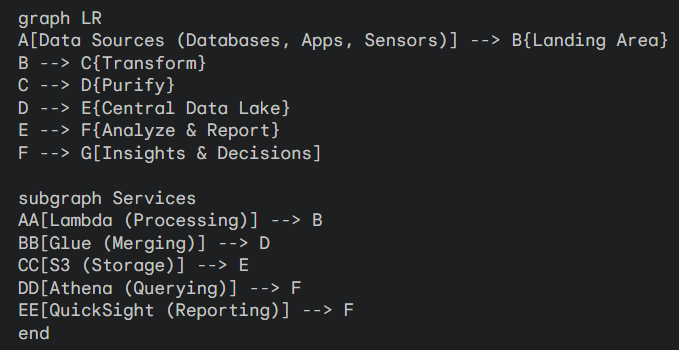 graph LR
A[Data Sources (Databases, Apps, Sensors)] --> B{Landing Area}
B --> C{Transform}
C --> D{Purify}
D --> E{Central Data Lake}
E --> F{Analyze & Report}
F --> G[Insights & Decisions]

subgraph Services
AA[Lambda (Processing)] --> B
BB[Glue (Merging)] --> D
CC[S3 (Storage)] --> E
DD[Athena (Querying)] --> F
EE[QuickSight (Reporting)] --> F
end